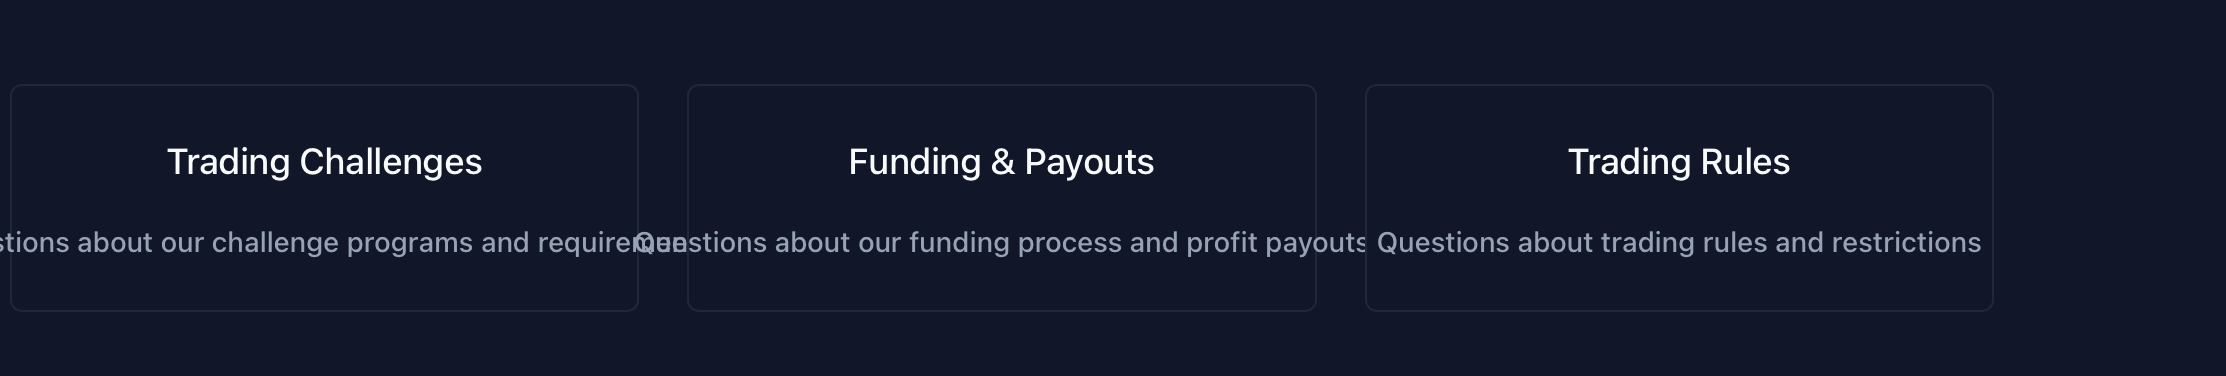 Trading Challenges
stions about our challenge programs and requiremen
Funding & Payouts
Questions about our funding process and profit payouts
Trading Rules
Questions about trading rules and restrictions